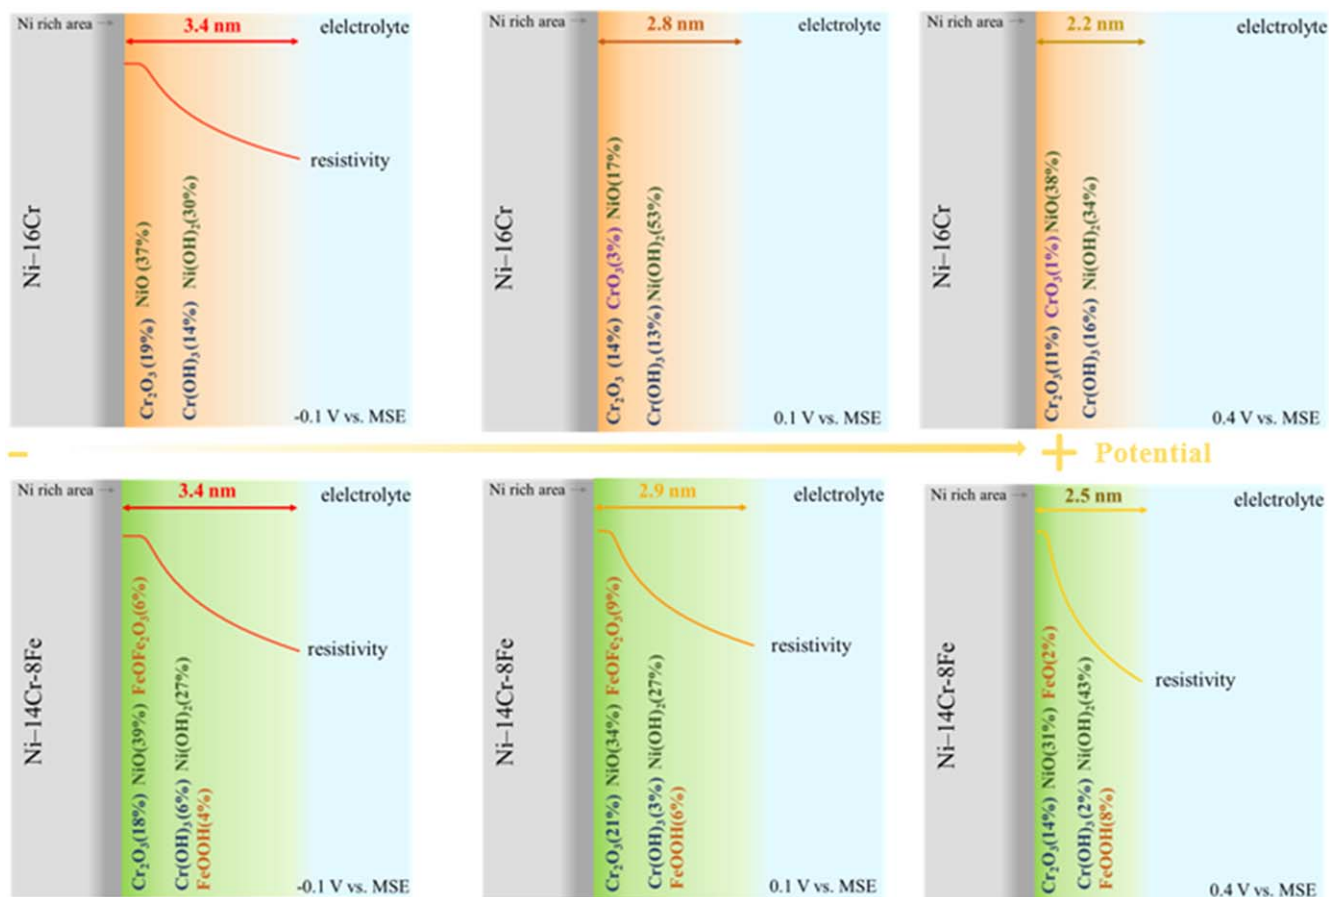 Ni rich area →
3.4 nm
elelctrolyte
resistivity
Ni–16Cr
Cr₂O₃(19%) NiO (37%)
Cr(OH)₃(14%) Ni(OH)₂(30%)
-0.1 V vs. MSE
Ni rich area →
2.8 nm
elelctrolyte
Ni–16Cr
Cr₂O₃ (14%) CrO₃(3%) NiO(17%)
Cr(OH)₃(13%) Ni(OH)₂(53%)
0.1 V vs. MSE
Ni rich area →
2.2 nm
elelctrolyte
Ni–16Cr
Cr₂O₃(11%) CrO₃(1%) NiO(38%)
Cr(OH)₃(16%) Ni(OH)₂(34%)
0.4 V vs. MSE
– + Potential
Ni rich area →
3.4 nm
elelctrolyte
resistivity
Ni–14Cr-8Fe
Cr₂O₃(18%) NiO(39%) FeOFe₂O₃(6%)
Cr(OH)₃(6%) Ni(OH)₂(27%)
FeOOH(4%)
-0.1 V vs. MSE
Ni rich area →
2.9 nm
elelctrolyte
resistivity
Ni–14Cr-8Fe
Cr₂O₃(21%) NiO(34%) FeOFe₂O₃(9%)
Cr(OH)₃(3%) Ni(OH)₂(27%)
FeOOH(6%)
0.1 V vs. MSE
Ni rich area →
2.5 nm
elelctrolyte
resistivity
Ni–14Cr-8Fe
Cr₂O₃(14%) NiO(31%) FeO(2%)
Cr(OH)₃(2%) Ni(OH)₂(43%)
FeOOH(8%)
0.4 V vs. MSE